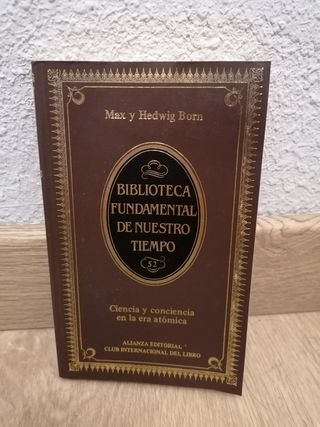 Max y Hedwig Born
BIBLIOTECA
FUNDAMENTAL
DE NUESTRO
TIEMPO
52
Ciencia y conciencia
en la era atómica
ALIANZA EDITORIAL
CLUB INTERNACIONAL DEL LIBRO